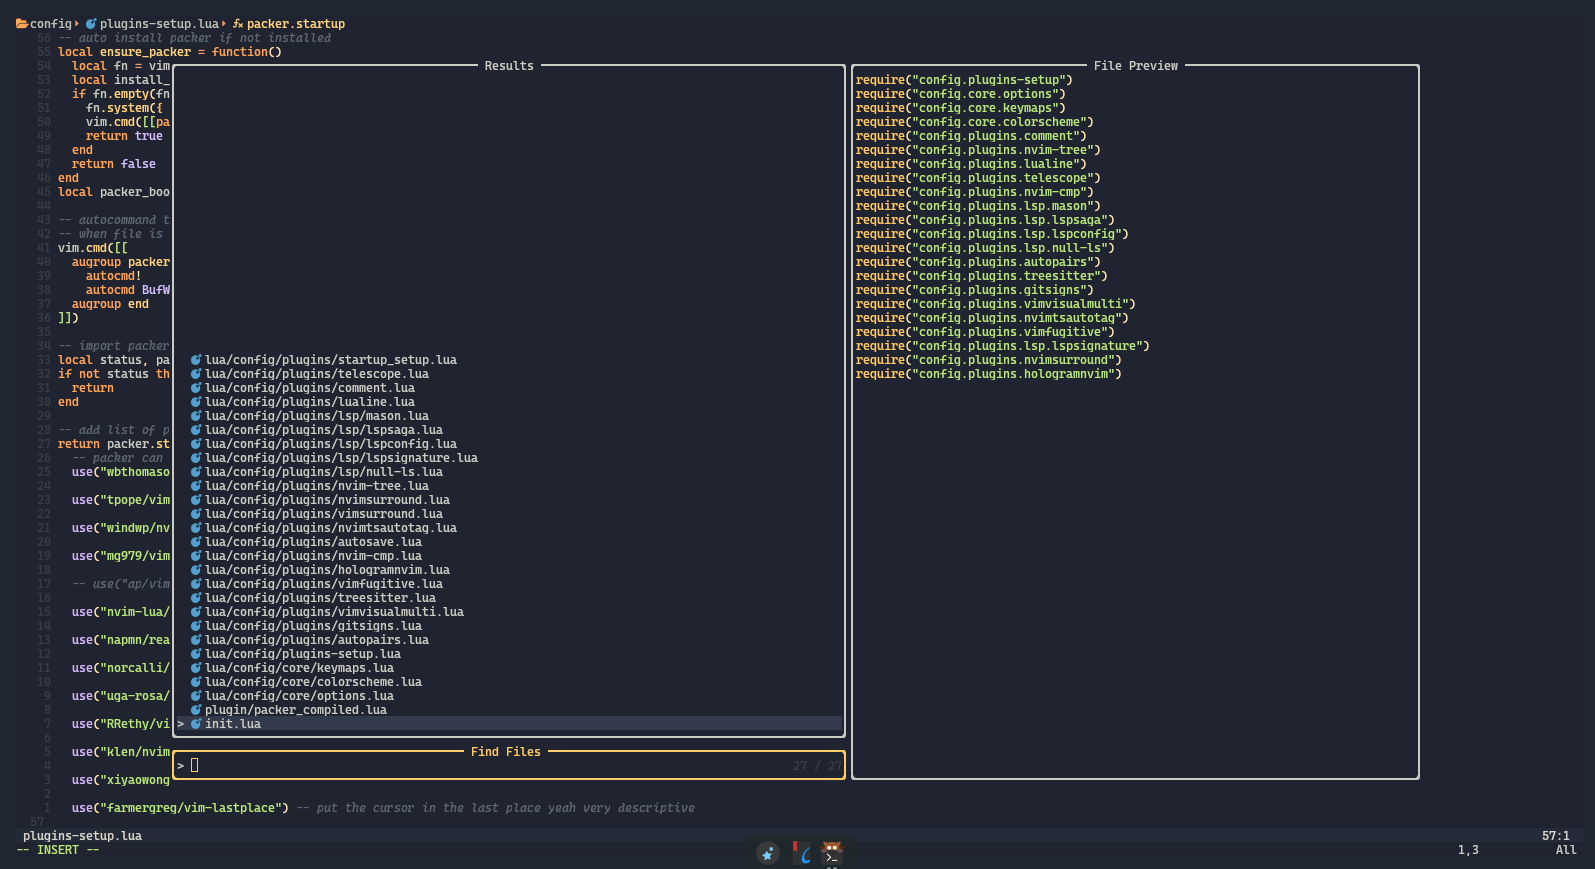 config plugins-setup.lua packer.startup
56 -- auto install packer if not installed
55 local ensure_packer = function()
54 local fn = vim
53 local install_
52 if fn.empty(fn
51 fn.system({
50 vim.cmd([[pa
49 return true
48 end
47 return false
46 end
45 local packer_boo
44
43 -- autocommand t
42 -- when file is
41 vim.cmd([[
40 augroup packer
39 autocmd!
38 autocmd BufW
37 augroup end
36 ]])
35
34 -- import packer
33 local status, pa
32 if not status th
31 return
30 end
29
28 -- add list of p
27 return packer.st
26 -- packer can
25 use("wbthomaso
24
23 use("tpope/vim
22
21 use("windwp/nv
20
19 use("mg979/vim
18
17 -- use("ap/vim
16
15 use("nvim-lua/
14
13 use("napmn/rea
12
11 use("norcalli/
10
9 use("uga-rosa/
8
7 use("RRethy/vi
6
5 use("klen/nvim
4
3 use("xiyaowong
2
1 use("farmergreg/vim-lastplace") -- put the cursor in the last place yeah very descriptive
57
Results
lua/config/plugins/startup_setup.lua
lua/config/plugins/telescope.lua
lua/config/plugins/comment.lua
lua/config/plugins/lualine.lua
lua/config/plugins/lsp/mason.lua
lua/config/plugins/lsp/lspsaga.lua
lua/config/plugins/lsp/lspconfig.lua
lua/config/plugins/lsp/lspsignature.lua
lua/config/plugins/lsp/null-ls.lua
lua/config/plugins/nvim-tree.lua
lua/config/plugins/nvimsurround.lua
lua/config/plugins/vimsurround.lua
lua/config/plugins/nvimtsautotag.lua
lua/config/plugins/autosave.lua
lua/config/plugins/nvim-cmp.lua
lua/config/plugins/hologramnvim.lua
lua/config/plugins/vimfugitive.lua
lua/config/plugins/treesitter.lua
lua/config/plugins/vimvisualmulti.lua
lua/config/plugins/gitsigns.lua
lua/config/plugins/autopairs.lua
lua/config/plugins-setup.lua
lua/config/core/keymaps.lua
lua/config/core/colorscheme.lua
lua/config/core/options.lua
plugin/packer_compiled.lua
> init.lua
Find Files
> 27 / 27
File Preview
require("config.plugins-setup")
require("config.core.options")
require("config.core.keymaps")
require("config.core.colorscheme")
require("config.plugins.comment")
require("config.plugins.nvim-tree")
require("config.plugins.lualine")
require("config.plugins.telescope")
require("config.plugins.nvim-cmp")
require("config.plugins.lsp.mason")
require("config.plugins.lsp.lspsaga")
require("config.plugins.lsp.lspconfig")
require("config.plugins.lsp.null-ls")
require("config.plugins.autopairs")
require("config.plugins.treesitter")
require("config.plugins.gitsigns")
require("config.plugins.vimvisualmulti")
require("config.plugins.nvimtsautotag")
require("config.plugins.vimfugitive")
require("config.plugins.lsp.lspsignature")
require("config.plugins.nvimsurround")
require("config.plugins.hologramnvim")
plugins-setup.lua 57:1
-- INSERT -- 1,3 All